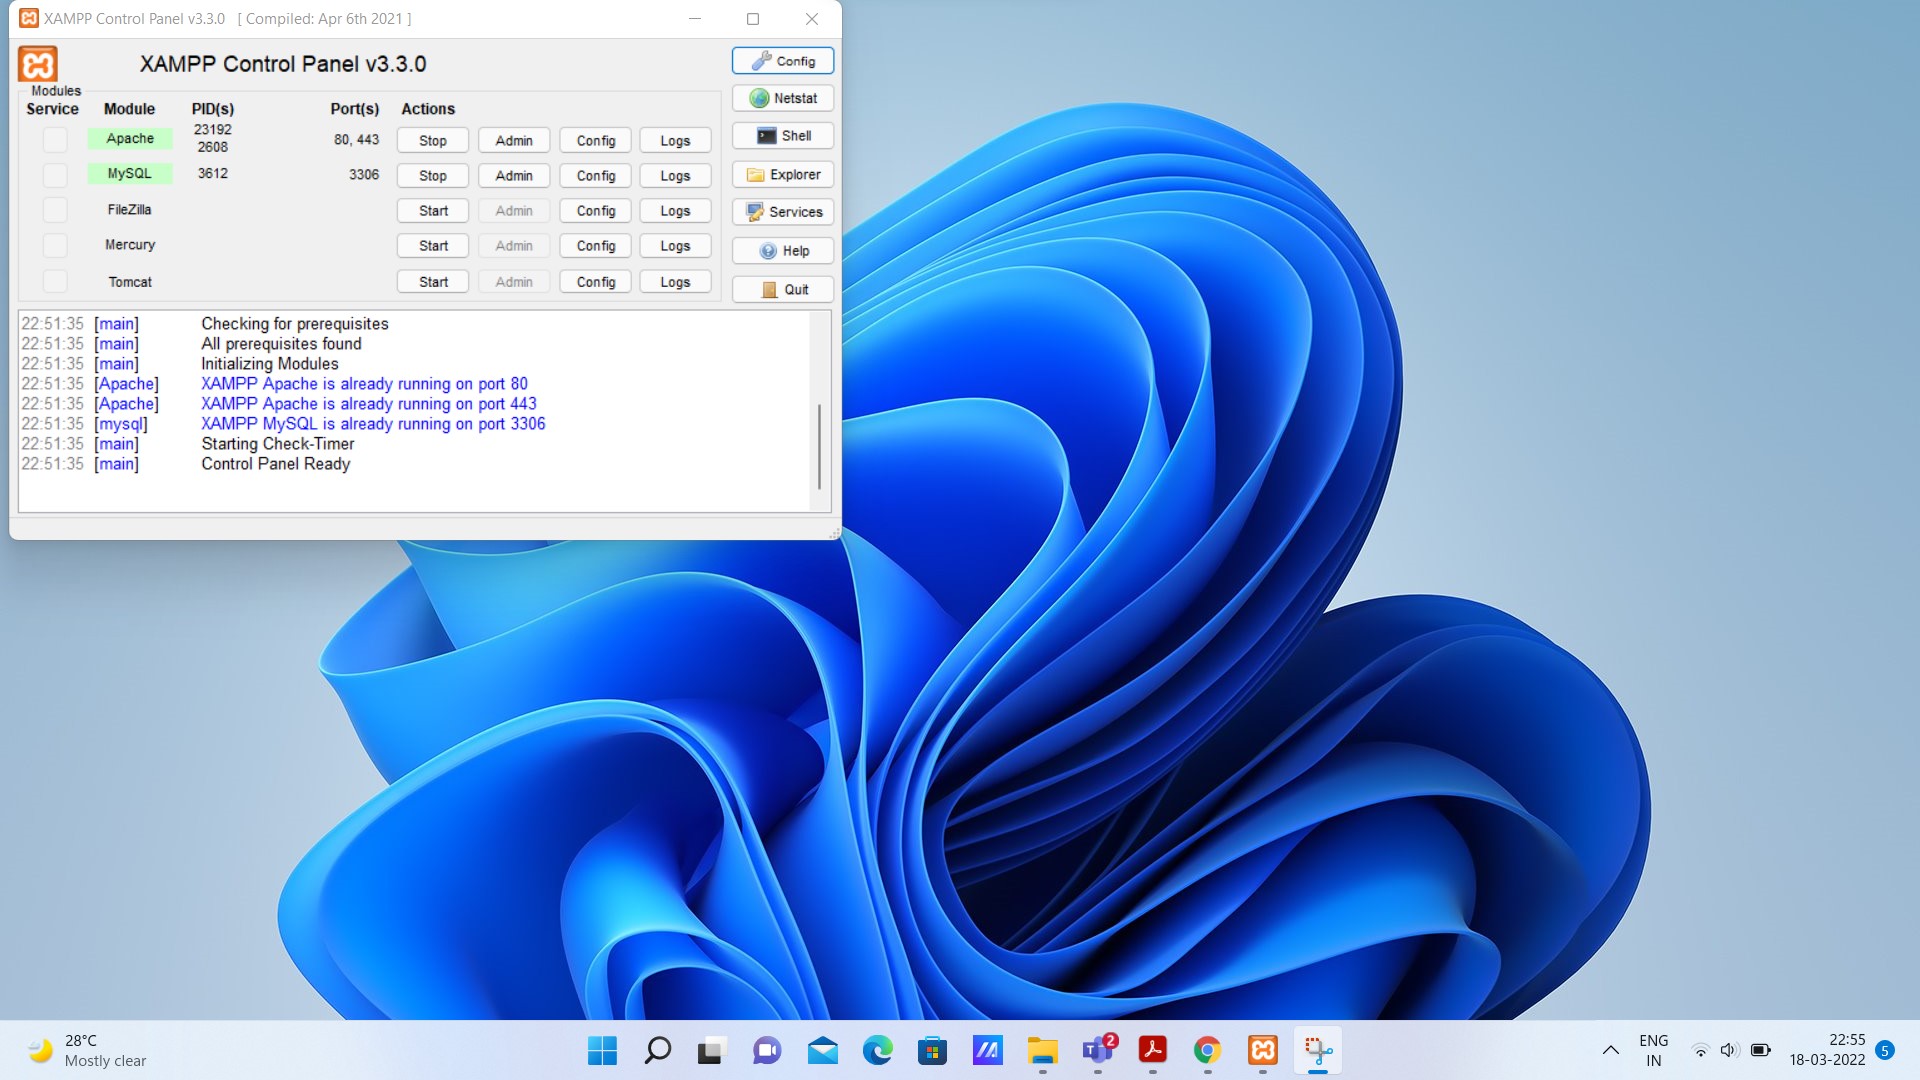 XAMPP Control Panel v3.3.0 [ Compiled: Apr 6th 2021 ]
XAMPP Control Panel v3.3.0
Config
Modules
Service Module PID(s) Port(s) Actions
Netstat
Apache 23192 2608 80, 443 Stop Admin Config Logs
Shell
MySQL 3612 3306 Stop Admin Config Logs
Explorer
FileZilla Start Admin Config Logs
Services
Mercury Start Admin Config Logs
Help
Tomcat Start Admin Config Logs
Quit
22:51:35 [main] Checking for prerequisites
22:51:35 [main] All prerequisites found
22:51:35 [main] Initializing Modules
22:51:35 [Apache] XAMPP Apache is already running on port 80
22:51:35 [Apache] XAMPP Apache is already running on port 443
22:51:35 [mysql] XAMPP MySQL is already running on port 3306
22:51:35 [main] Starting Check-Timer
22:51:35 [main] Control Panel Ready
28°C
Mostly clear
2
ENG
IN
22:55
18-03-2022
5